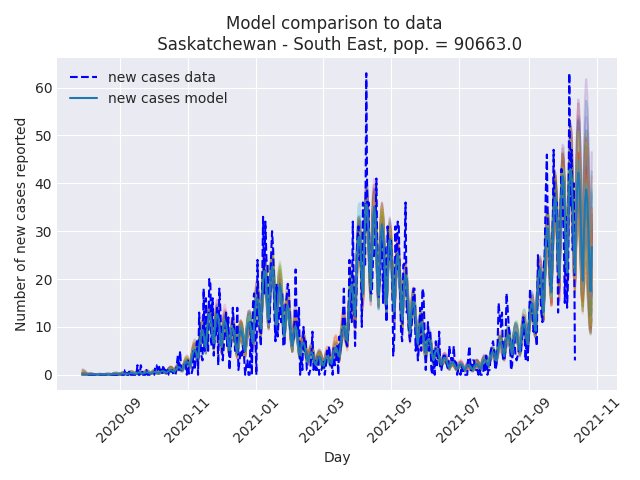 Model comparison to data
Saskatchewan - South East, pop. = 90663.0
new cases data
new cases model
Number of new cases reported
60
50
40
30
20
10
0
2020-09
2020-11
2021-01
2021-03
2021-05
2021-07
2021-09
2021-11
Day